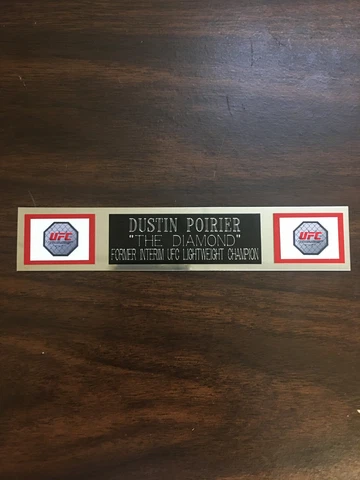 DUSTIN POIRIER
"THE DIAMOND"
FORMER INTERIM UFC LIGHTWEIGHT CHAMPION
UFC
UFC